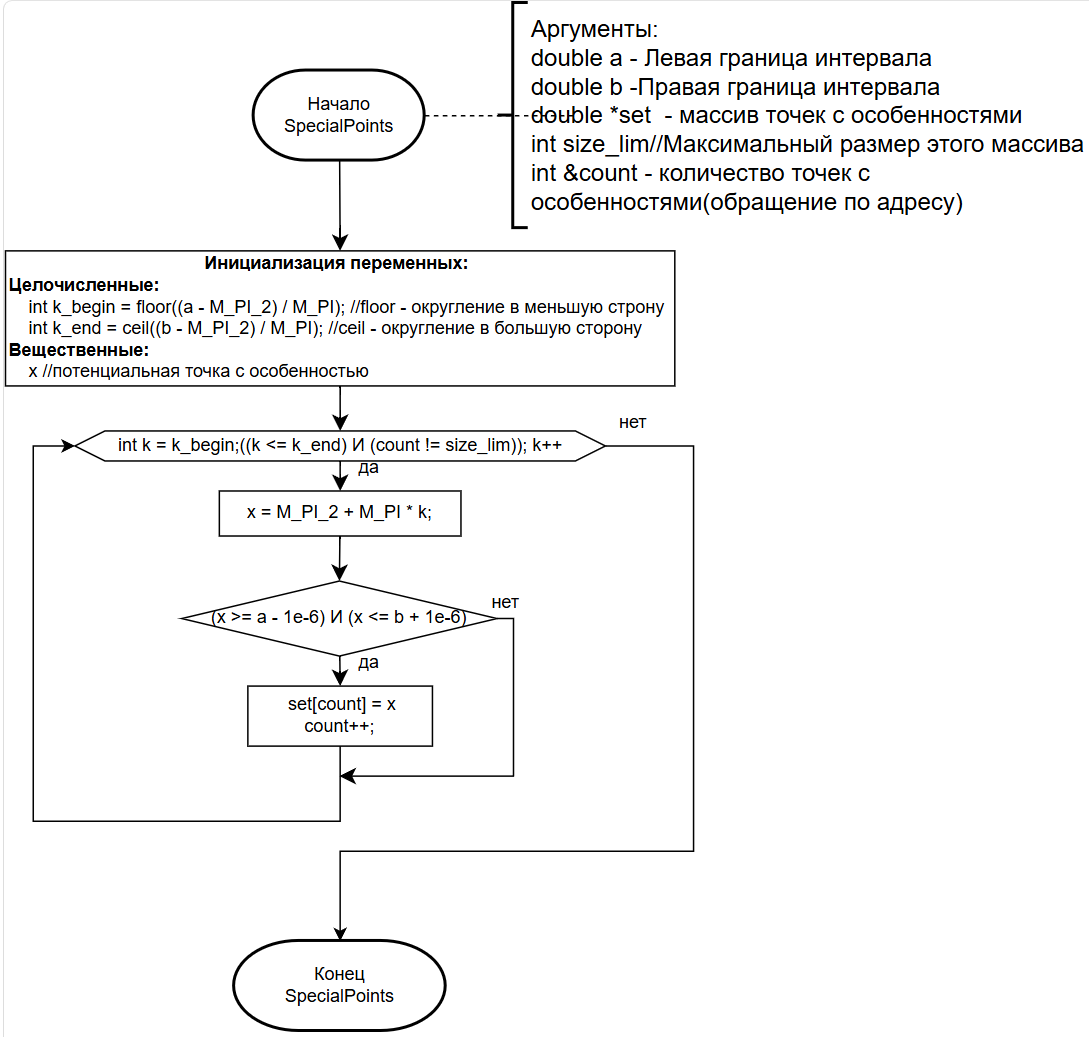 Аргументы:
double a - Левая граница интервала
double b -Правая граница интервала
double *set  - массив точек с особенностями
int size_lim//Максимальный размер этого массива
int &count - количество точек с
особенностями(обращение по адресу)
Начало
SpecialPoints
Инициализация переменных:
Целочисленные:
int k_begin = floor((a - M_PI_2) / M_PI); //floor - округление в меньшую строну
int k_end = ceil((b - M_PI_2) / M_PI); //ceil - округление в большую сторону
Вещественные:
x //потенциальная точка с особенностью
нет
int k = k_begin;((k <= k_end) И (count != size_lim)); k++
да
x = M_PI_2 + M_PI * k;
нет
(x >= a - 1e-6) И (x <= b + 1e-6)
да
set[count] = x
count++;
Конец
SpecialPoints